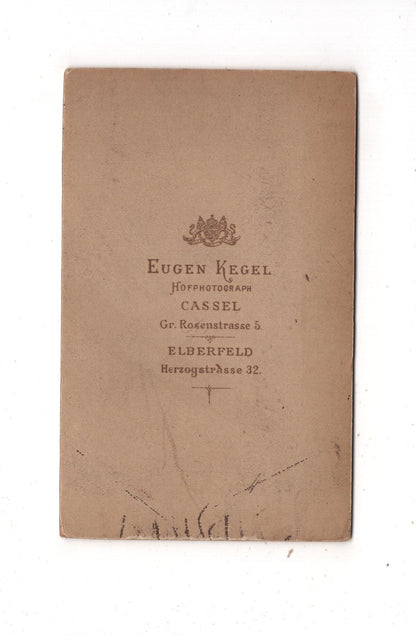 EUGEN KEGEL
HOFPHOTOGRAPH
CASSEL
Gr. Rosenstrasse 5.
ELBERFELD
Herzogstrasse 32.